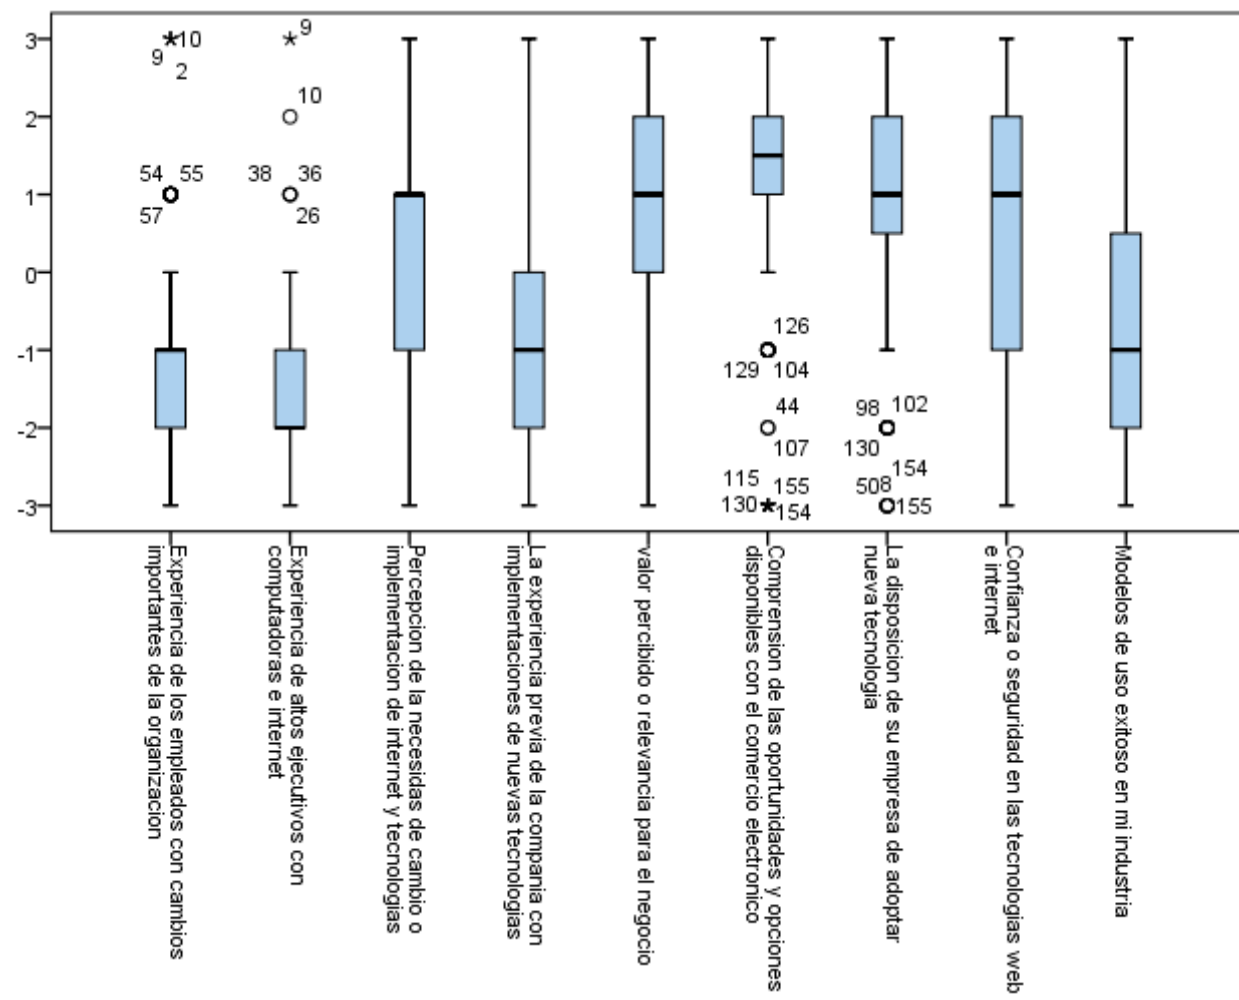 3
2
1
0
-1
-2
-3
10
9
2
54 55
57
9
10
38 36
26
126
129 104
44
107
115 155
130 154
98 102
130
154
508
155
Experiencia de los empleados con cambios
importantes de la organizacion
Experiencia de altos ejecutivos con
computadoras e internet
Percepcion de la necesidas de cambio o
implementacion de internet y tecnologias
La experiencia previa de la compania con
implementaciones de nuevas tecnologias
valor percibido o relevancia para el negocio
Comprension de las oportunidades y opciones
disponibles con el comercio electronico
La disposicion de su empresa de adoptar
nueva tecnologia
Confianza o seguridad en las tecnologias web
e internet
Modelos de uso exitoso en mi industria